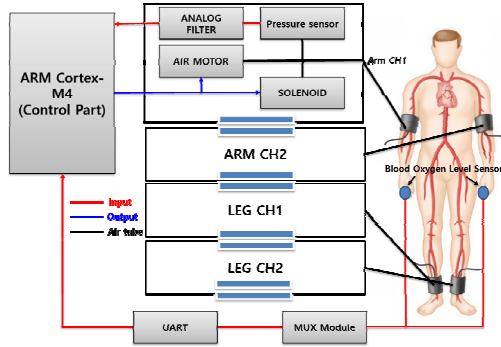 ANALOG
FILTER
Pressure sensor
AIR MOTOR
SOLENOID
Arm CH1
ARM Cortex-
M4
(Control Part)
ARM CH2
Blood Oxygen Level Sensor
LEG CH1
Input
Output
Air tube
LEG CH2
UART
MUX Module